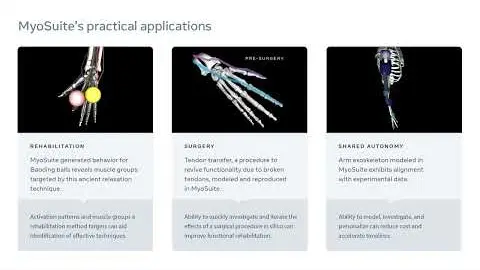 MyoSuite's practical applications
PRE-SURGERY
REHABILITATION
MyoSuite generated behavior for
Baoding balls reveals muscle groups
targeted by this ancient relaxation
technique.
Activation patterns and muscle groups a
rehabilitation method targets can aid
identification of effective techniques.
SURGERY
Tendon transfer, a procedure to
revive functionality due to broken
tendons, modeled and reproduced
in MyoSuite.
Ability to quickly investigate and iterate the
effects of a surgical procedure in silico can
improve functional rehabilitation.
SHARED AUTONOMY
Arm exoskeleton modeled in
MyoSuite exhibits alignment
with experimental data.
Ability to model, investigate, and
personalize can reduce cost and
accelerate timelines.